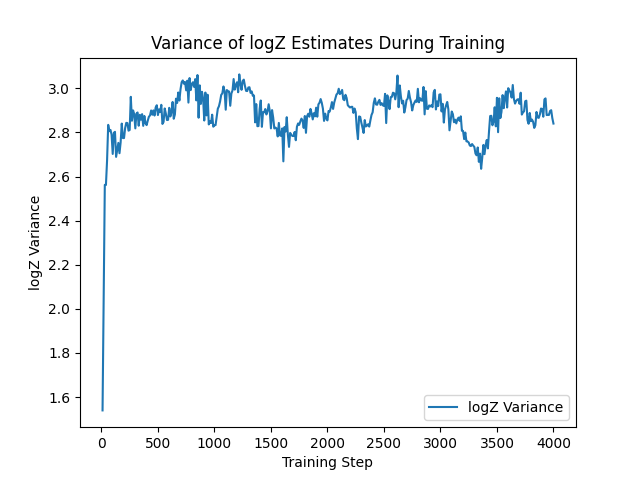 Variance of logZ Estimates During Training
logZ Variance
3.0
2.8
2.6
2.4
2.2
2.0
1.8
1.6
0 500 1000 1500 2000 2500 3000 3500 4000
Training Step
logZ Variance